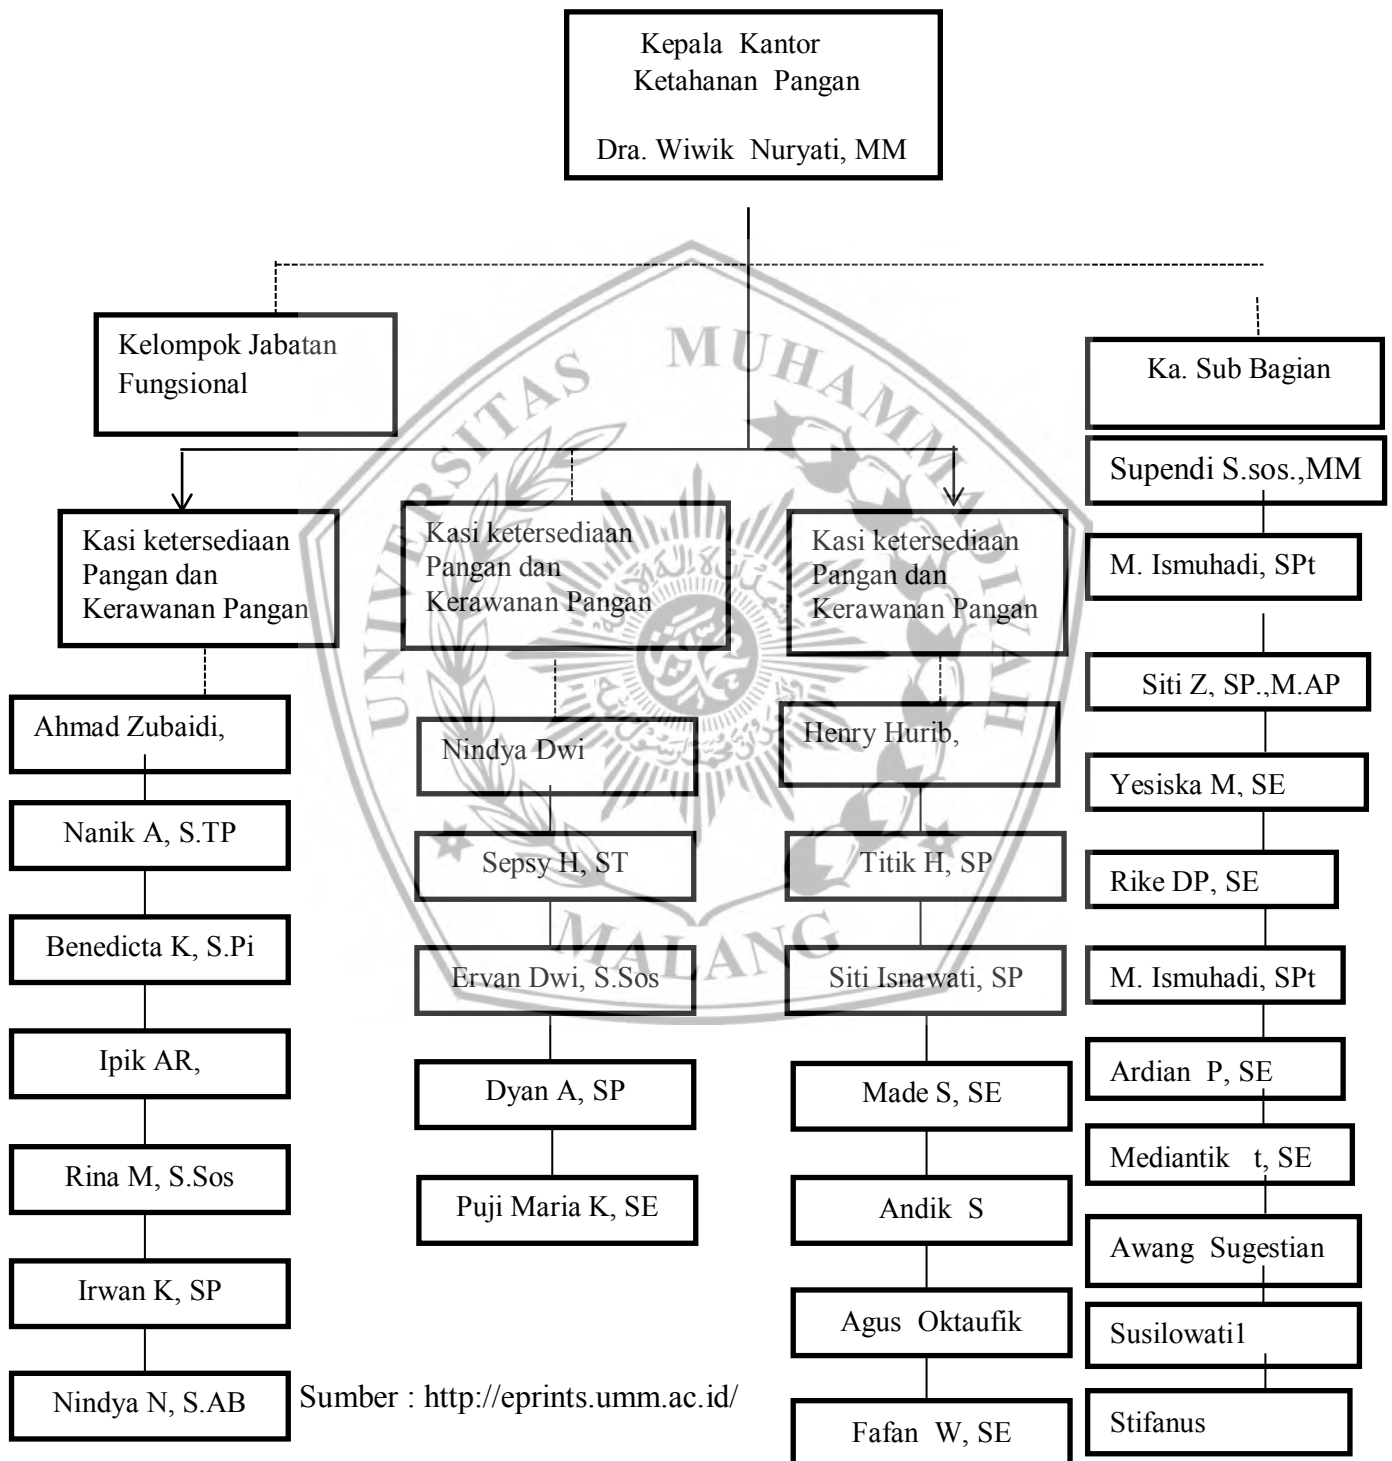 Kepala Kantor
Ketahanan Pangan
Dra. Wiwik Nuryati, MM
Kelompok Jabatan
Fungsional
Ka. Sub Bagian
Supendi S.sos.,MM
M. Ismuhadi, SPt
Siti Z, SP.,M.AP
Yesiska M, SE
Rike DP, SE
M. Ismuhadi, SPt
Ardian P, SE
Mediantik t, SE
Awang Sugestian
Susilowati1
Stifanus
Kasi ketersediaan
Pangan dan
Kerawanan Pangan
Ahmad Zubaidi,
Nanik A, S.TP
Benedicta K, S.Pi
Ipik AR,
Rina M, S.Sos
Irwan K, SP
Nindya N, S.AB
Kasi ketersediaan
Pangan dan
Kerawanan Pangan
Nindya Dwi
Sepsy H, ST
Ervan Dwi, S.Sos
Dyan A, SP
Puji Maria K, SE
Kasi ketersediaan
Pangan dan
Kerawanan Pangan
Henry Hurib,
Titik H, SP
Siti Isnawati, SP
Made S, SE
Andik S
Agus Oktaufik
Fafan W, SE
Sumber : http://eprints.umm.ac.id/
UNIVERSITAS MUHAMMADIYAH
MALANG